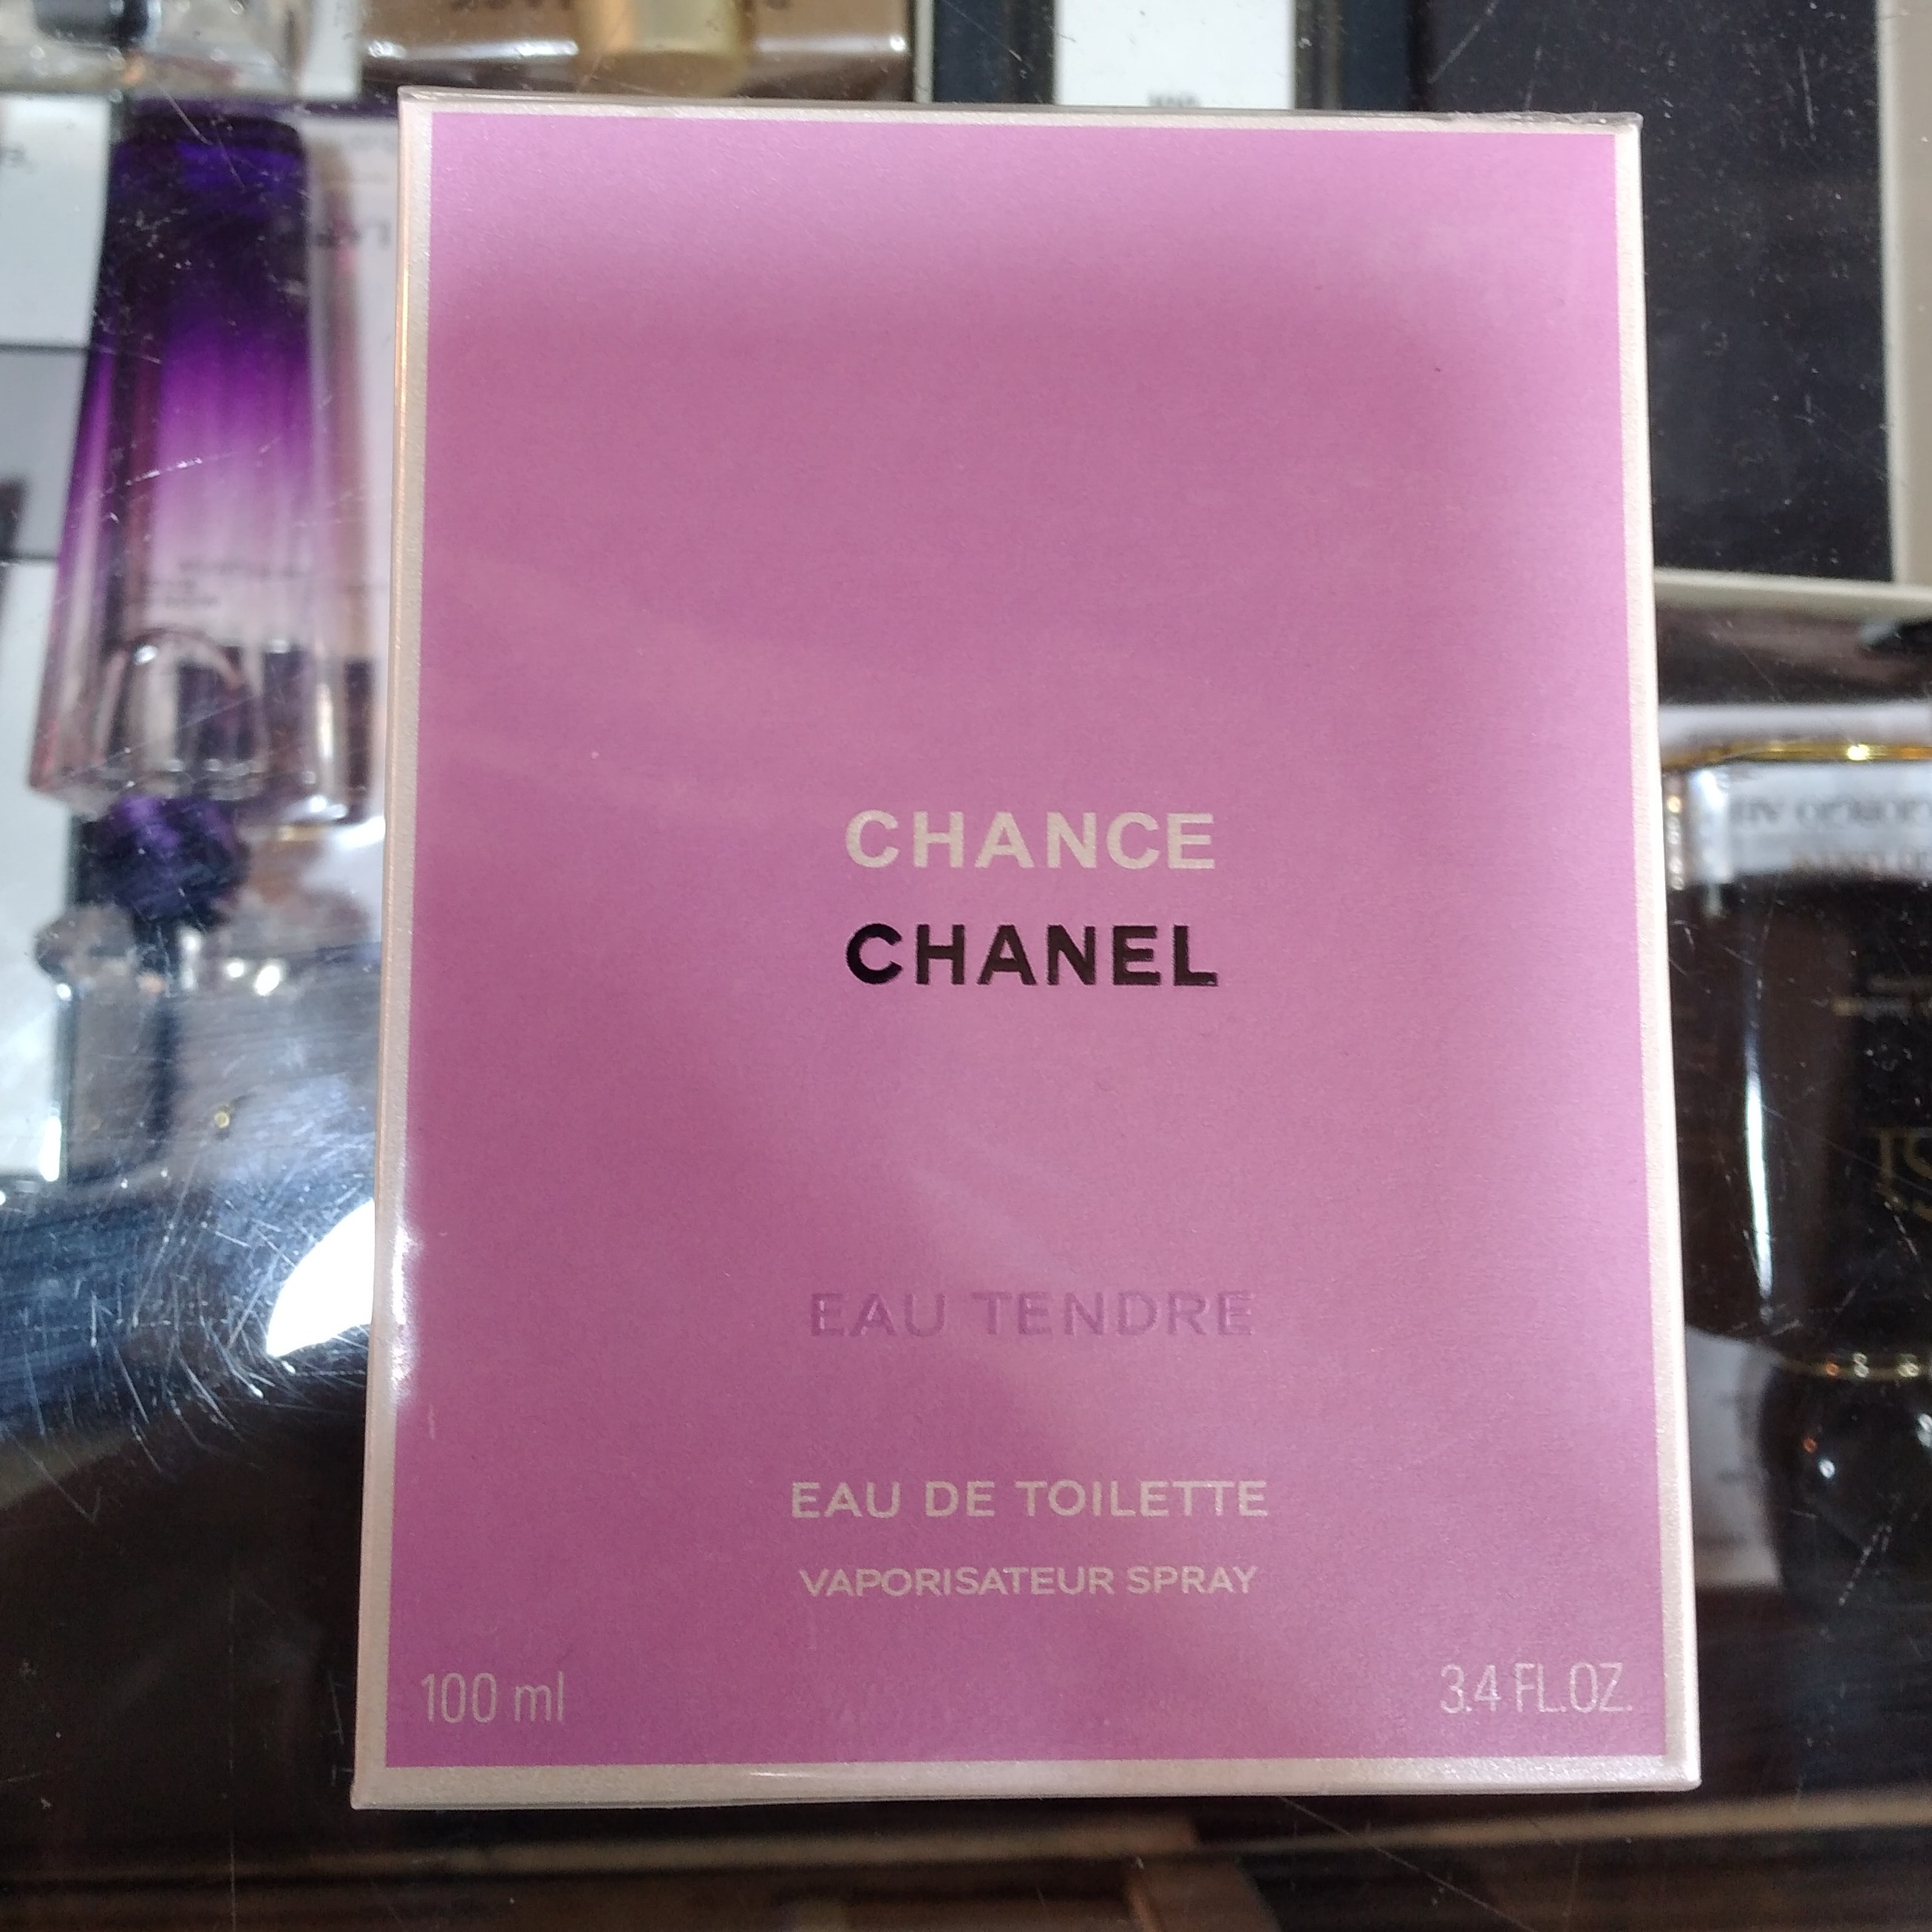 CHANCE
CHANEL
EAU TENDRE
EAU DE TOILETTE
VAPORISATEUR SPRAY
100 ml
3.4 FL.OZ.